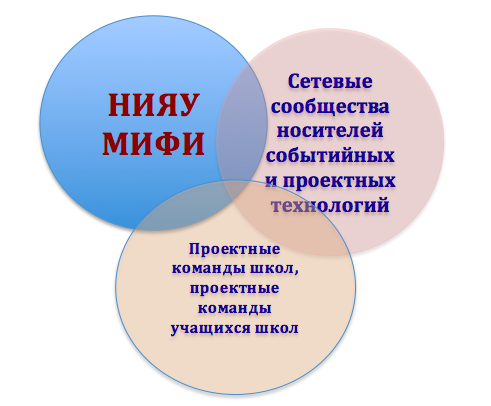 НИЯУ
МИФИ
Сетевые
сообщества
носителей
событийных
и проектных
технологий
Проектные
команды школ,
проектные
команды
учащихся школ